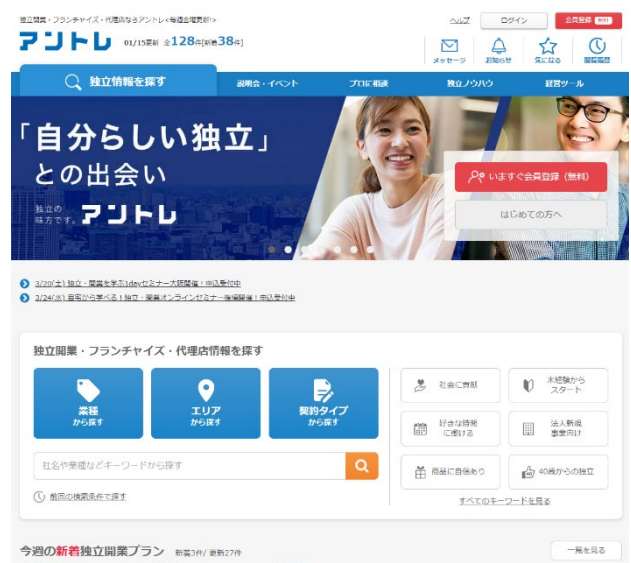 独立開業・フランチャイズ・代理店ならアントレ<毎週金曜更新!>
ヘルプ
ログイン
会員登録 無料
アントレ
01/15更新 全128件[新着38件]
メッセージ
お知らせ
気になる
閲覧履歴
独立情報を探す
説明会・イベント
プロに相談
独立ノウハウ
経営ツール
「自分らしい独立」
との出会い
独立の
味方です。アントレ
いますぐ会員登録（無料）
はじめての方へ
3/20(土) 独立・開業を学ぶ1dayセミナー大阪開催！申込受付中
3/24(水) 自宅から学べる！独立・開業オンラインセミナー後編開催！申込受付中
独立開業・フランチャイズ・代理店情報を探す
業種
から探す
エリア
から探す
契約タイプ
から探す
社名や業種などキーワードから探す
前回の検索条件で探す
社会に貢献
未経験から
スタート
好きな時間
に働ける
法人新規
事業向け
商品に自信あり
40歳からの独立
すべてのキーワードを見る
今週の新着独立開業プラン 新着3件/ 更新27件
一覧を見る